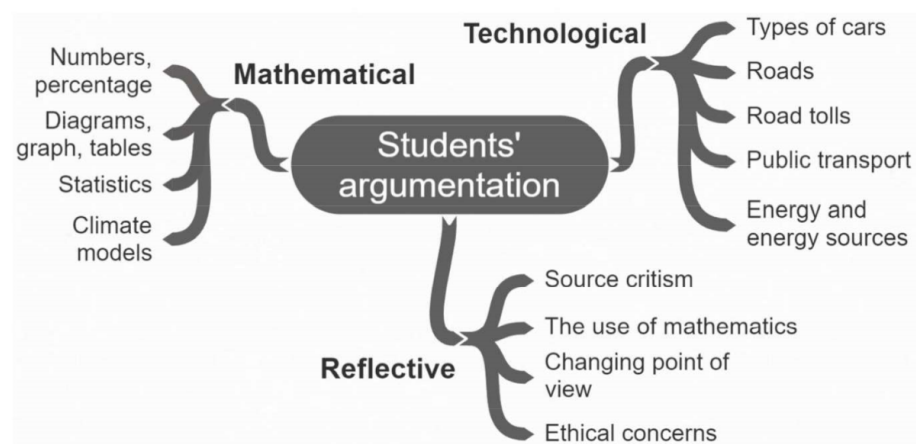 Students'
argumentation
Mathematical
Numbers,
percentage
Diagrams,
graph, tables
Statistics
Climate
models
Technological
Types of cars
Roads
Road tolls
Public transport
Energy and
energy sources
Reflective
Source critism
The use of mathematics
Changing point of
view
Ethical concerns